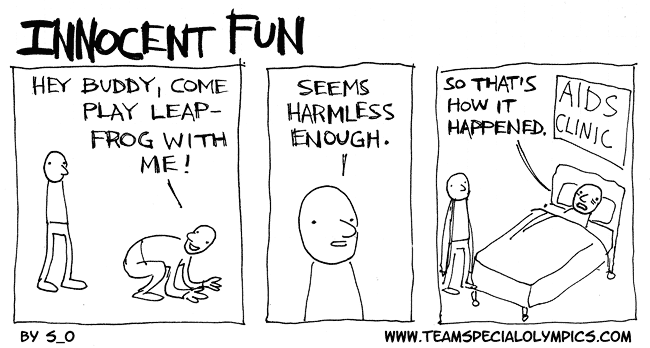 INNOCENT FUN
HEY BUDDY, COME
PLAY LEAP-
FROG WITH
ME!
SEEMS
HARMLESS
ENOUGH.
SO THAT'S
HOW IT
HAPPENED.
AIDS
CLINIC
BY S_O
WWW.TEAMSPECIALOLYMPICS.COM